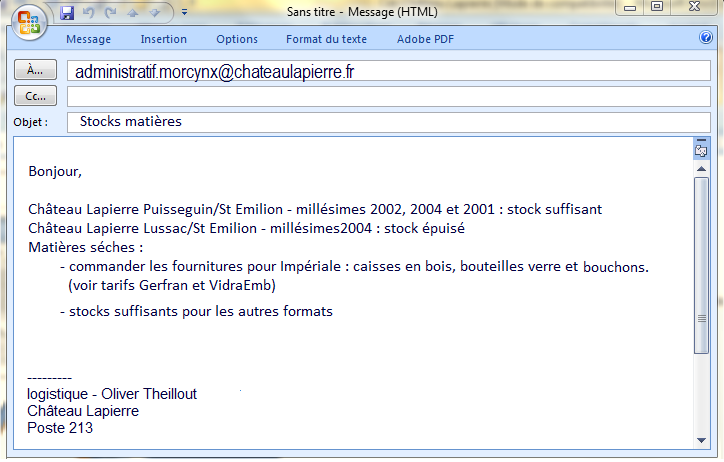 Sans titre - Message (HTML)
Message Insertion Options Format du texte Adobe PDF
À... administratif.morcynx@chateaulapierre.fr
Cc...
Objet : Stocks matières
Bonjour,
Château Lapierre Puisseguin/St Emilion - millésimes 2002, 2004 et 2001 : stock suffisant
Château Lapierre Lussac/St Emilion - millésimes2004 : stock épuisé
Matières séches :
- commander les fournitures pour Impériale : caisses en bois, bouteilles verre et bouchons.
(voir tarifs Gerfran et VidraEmb)
- stocks suffisants pour les autres formats
---------
logistique - Oliver Theillout
Château Lapierre
Poste 213